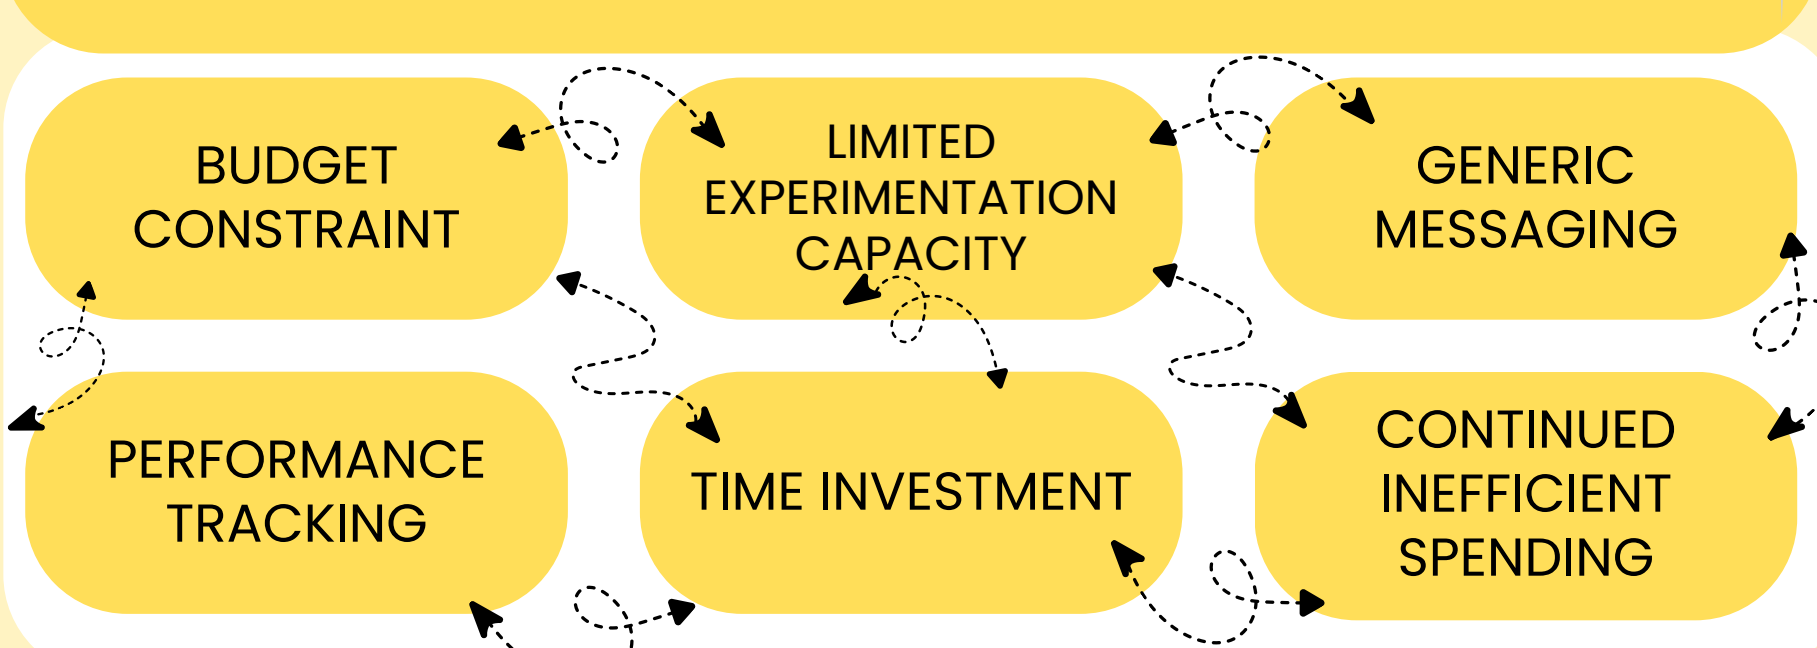 BUDGET
CONSTRAINT
LIMITED
EXPERIMENTATION
CAPACITY
GENERIC
MESSAGING
PERFORMANCE
TRACKING
TIME INVESTMENT
CONTINUED
INEFFICIENT
SPENDING